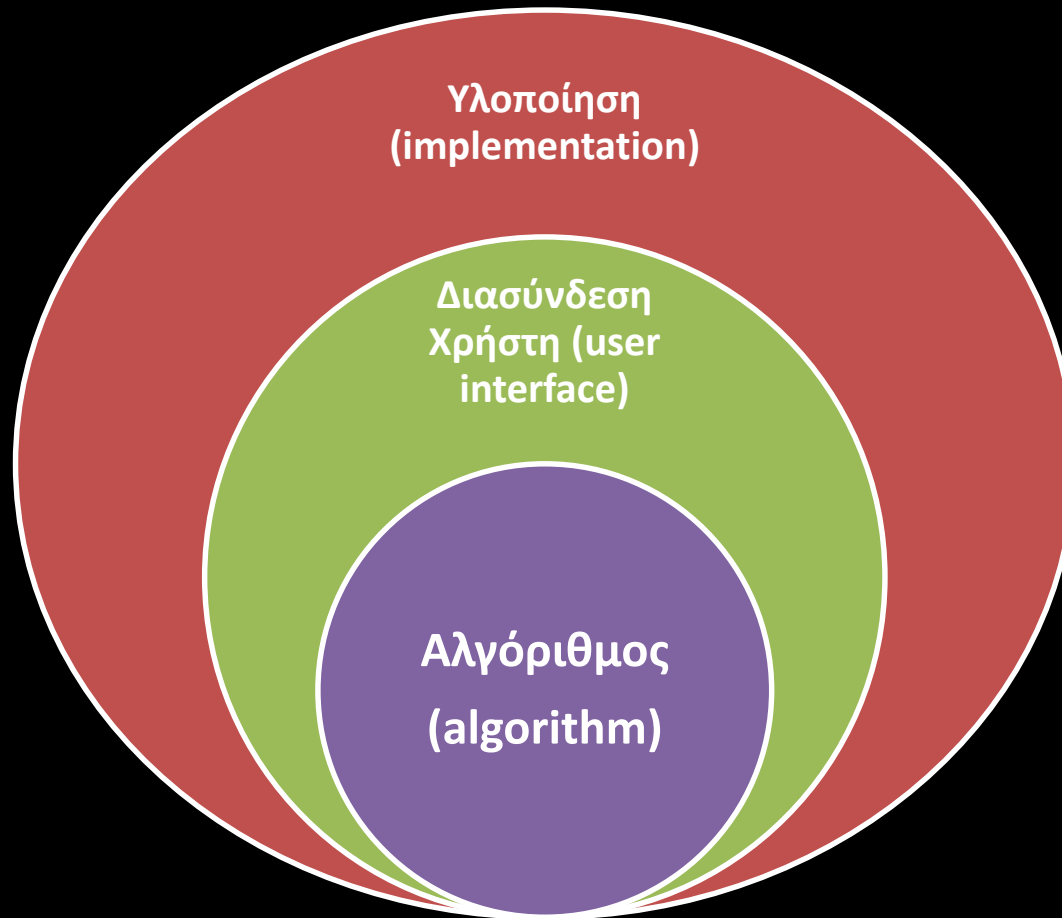 Υλοποίηση
(implementation)
Διασύνδεση
Χρήστη (user
interface)
Αλγόριθμος
(algorithm)